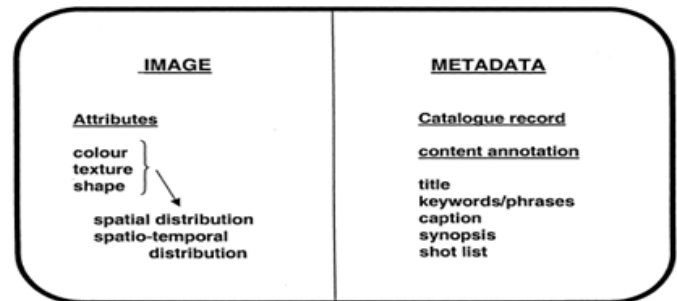 IMAGE
Attributes
colour
texture
shape
spatial distribution
spatio-temporal
distribution
METADATA
Catalogue record
content annotation
title
keywords/phrases
caption
synopsis
shot list